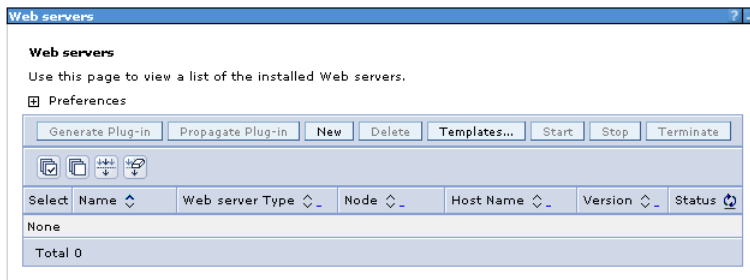 Web servers ? -
Web servers
Use this page to view a list of the installed Web servers.
Preferences
Generate Plug-in Propagate Plug-in New Delete Templates... Start Stop Terminate
Select Name Web server Type Node Host Name Version Status
None
Total 0